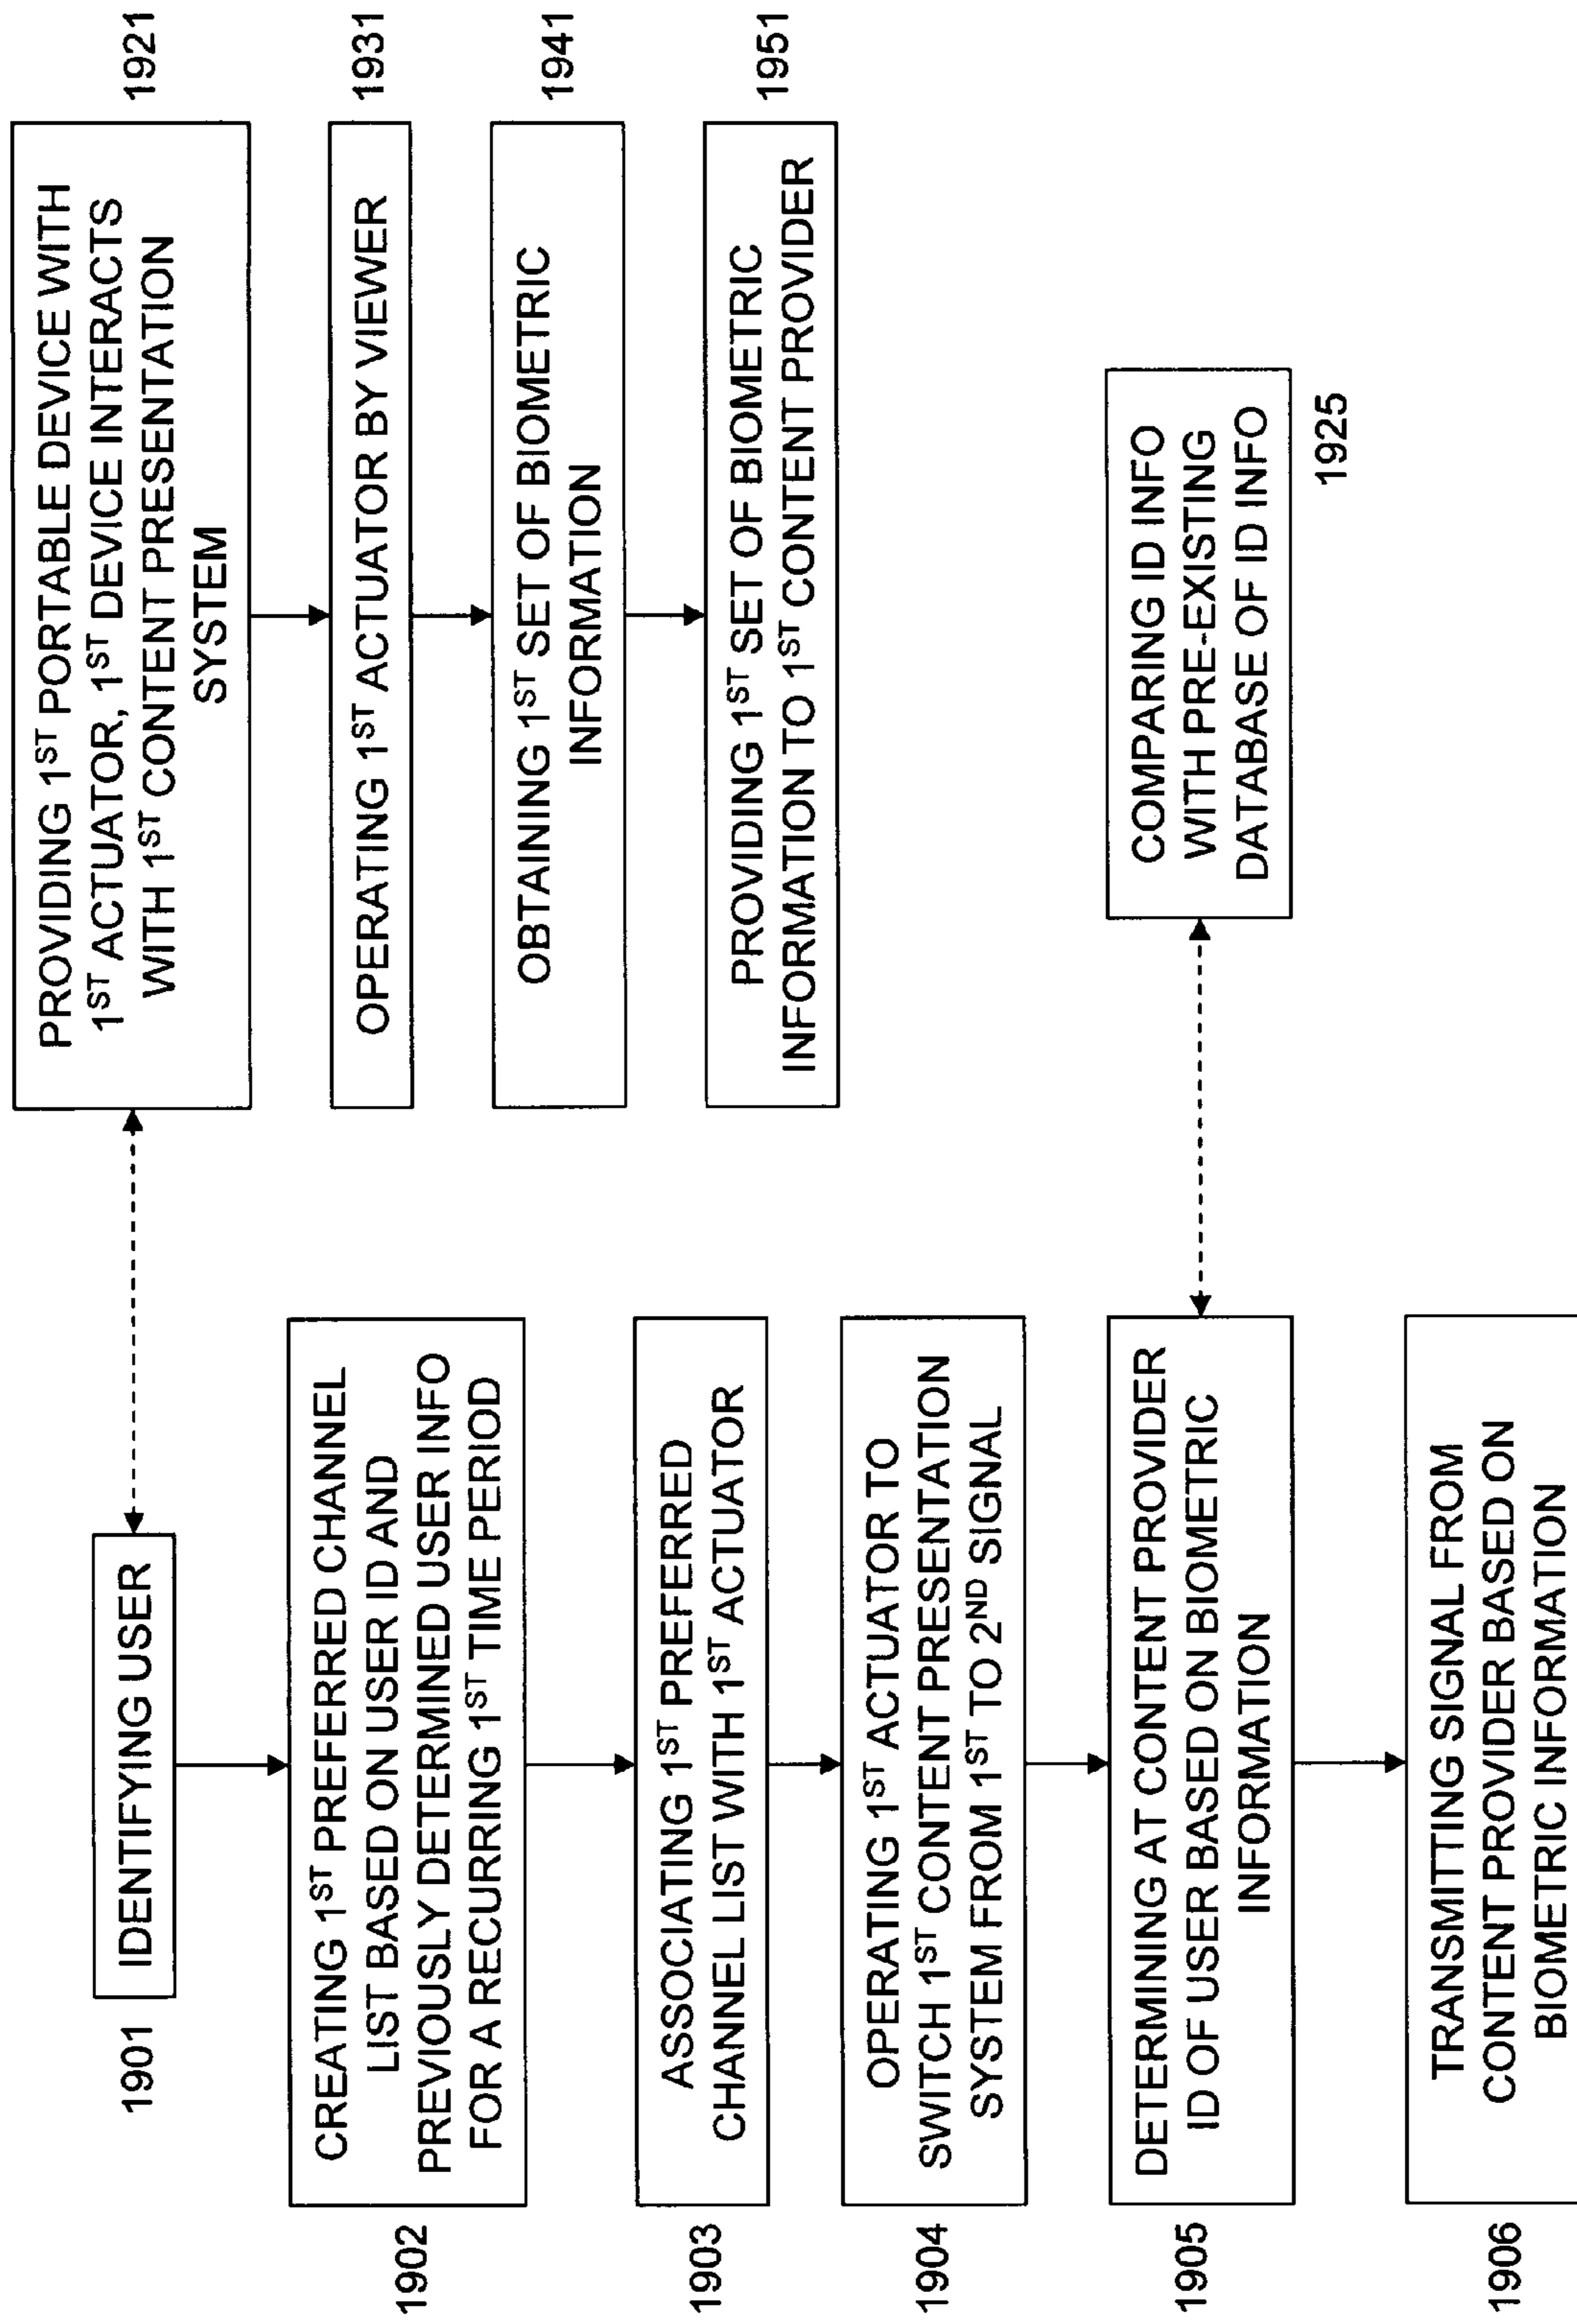 1901
IDENTIFYING USER
1902
CREATING 1ST PREFERRED CHANNEL
LIST BASED ON USER ID AND
PREVIOUSLY DETERMINED USER INFO
FOR A RECURRING 1ST TIME PERIOD
1903
ASSOCIATING 1ST PREFERRED
CHANNEL LIST WITH 1ST ACTUATOR
1904
OPERATING 1ST ACTUATOR TO
SWITCH 1ST CONTENT PRESENTATION
SYSTEM FROM 1ST TO 2ND SIGNAL
1905
DETERMINING AT CONTENT PROVIDER
ID OF USER BASED ON BIOMETRIC
INFORMATION
1906
TRANSMITTING SIGNAL FROM
CONTENT PROVIDER BASED ON
BIOMETRIC INFORMATION
PROVIDING 1ST PORTABLE DEVICE WITH
1ST ACTUATOR, 1ST DEVICE INTERACTS
WITH 1ST CONTENT PRESENTATION
SYSTEM
1921
OPERATING 1ST ACTUATOR BY VIEWER
1931
OBTAINING 1ST SET OF BIOMETRIC
INFORMATION
1941
PROVIDING 1ST SET OF BIOMETRIC
INFORMATION TO 1ST CONTENT PROVIDER
1951
COMPARING ID INFO
WITH PRE-EXISTING
DATABASE OF ID INFO
1925